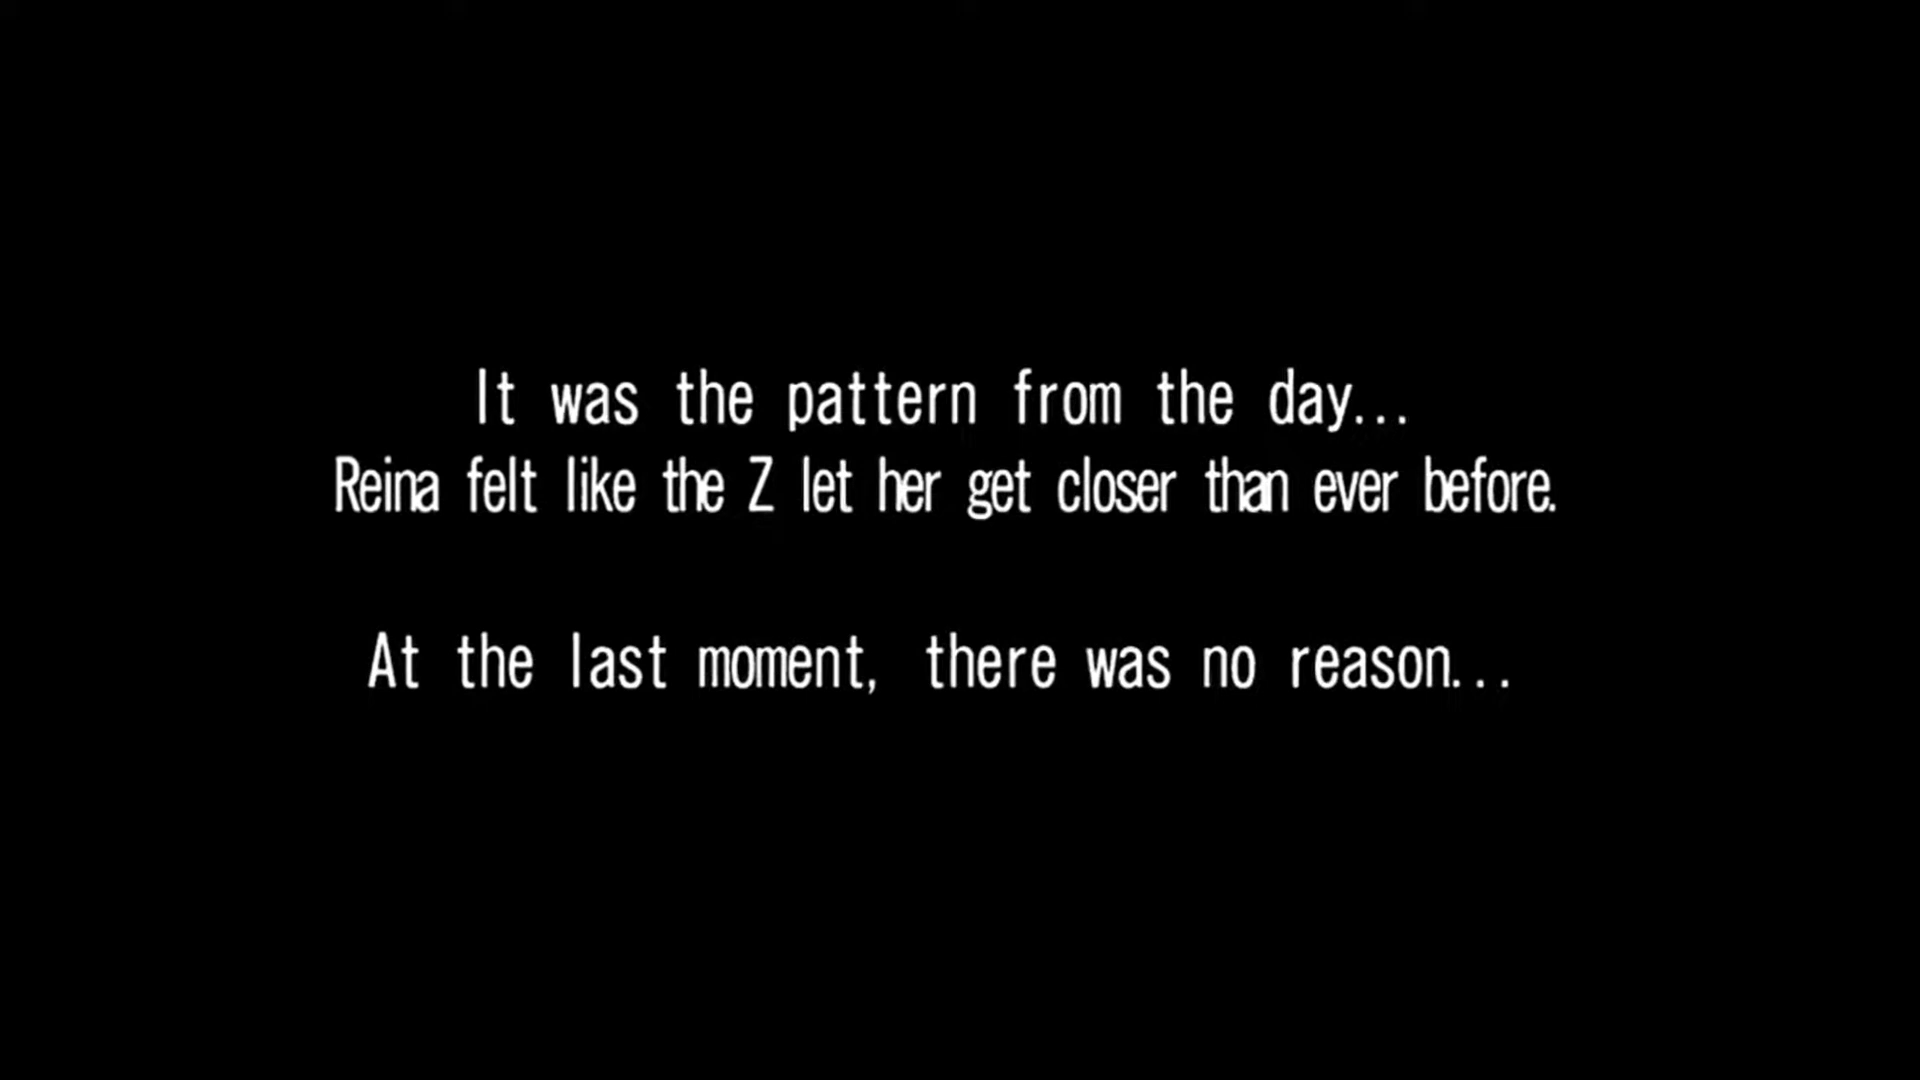 It was the pattern from the day...
Reina felt like the Z let her get closer than ever before.
At the last moment, there was no reason...